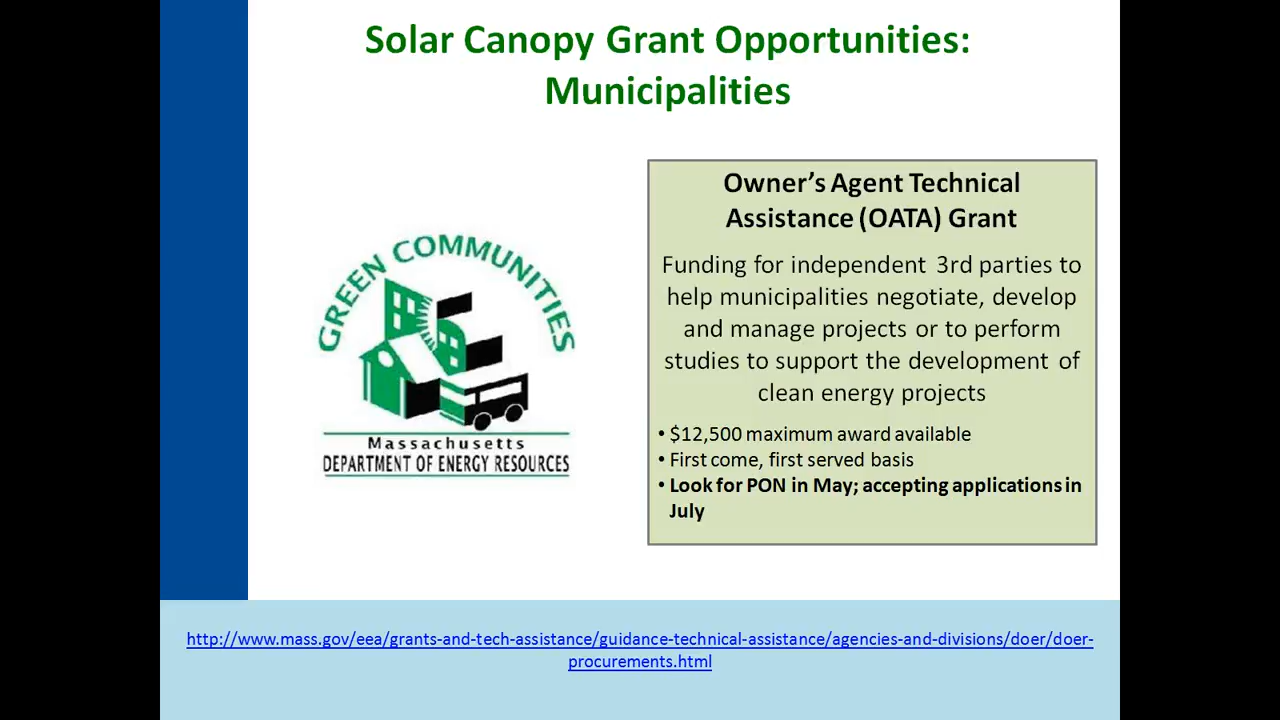 Solar Canopy Grant Opportunities:
Municipalities
GREEN COMMUNITIES
Massachusetts
DEPARTMENT OF ENERGY RESOURCES
Owner's Agent Technical
Assistance (OATA) Grant
Funding for independent 3rd parties to
help municipalities negotiate, develop
and manage projects or to perform
studies to support the development of
clean energy projects
• $12,500 maximum award available
• First come, first served basis
• Look for PON in May; accepting applications in
July
http://www.mass.gov/eea/grants-and-tech-assistance/guidance-technical-assistance/agencies-and-divisions/doer/doer-
procurements.html